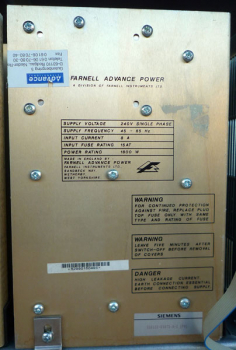 Advance
FARNELL ADVANCE POWER
A DIVISION OF FARNELL INSTRUMENTS LTD.
SUPPLY VOLTAGE 240V SINGLE PHASE
SUPPLY FREQUENCY 45 - 65 Hz
INPUT CURRENT
INPUT FUSE RATING
POWER RATING
MADE IN ENGLAND BY
FARNELL ADVANCE POWER
FARNELL INSTRUMENTS LTD.
SANDBECK WAY
WETHERBY
WEST YORKSHIRE
WARNING
FOR CONTINUED PROTECTION
AGAINST FIRE, REPLACE PLUG
TOP FUSE ONLY WITH SAME
TYPE AND RATING OF FUSE.
WARNING
LEAVE FIVE MINUTES AFTER
SWITCH-OFF BEFORE REMOVAL
OF COVERS
DANGER
HIGH LEAKAGE CURRENT.
EARTH CONNECTION ESSENTIAL
BEFORE CONNECTING SUPPLY
SIEMENS